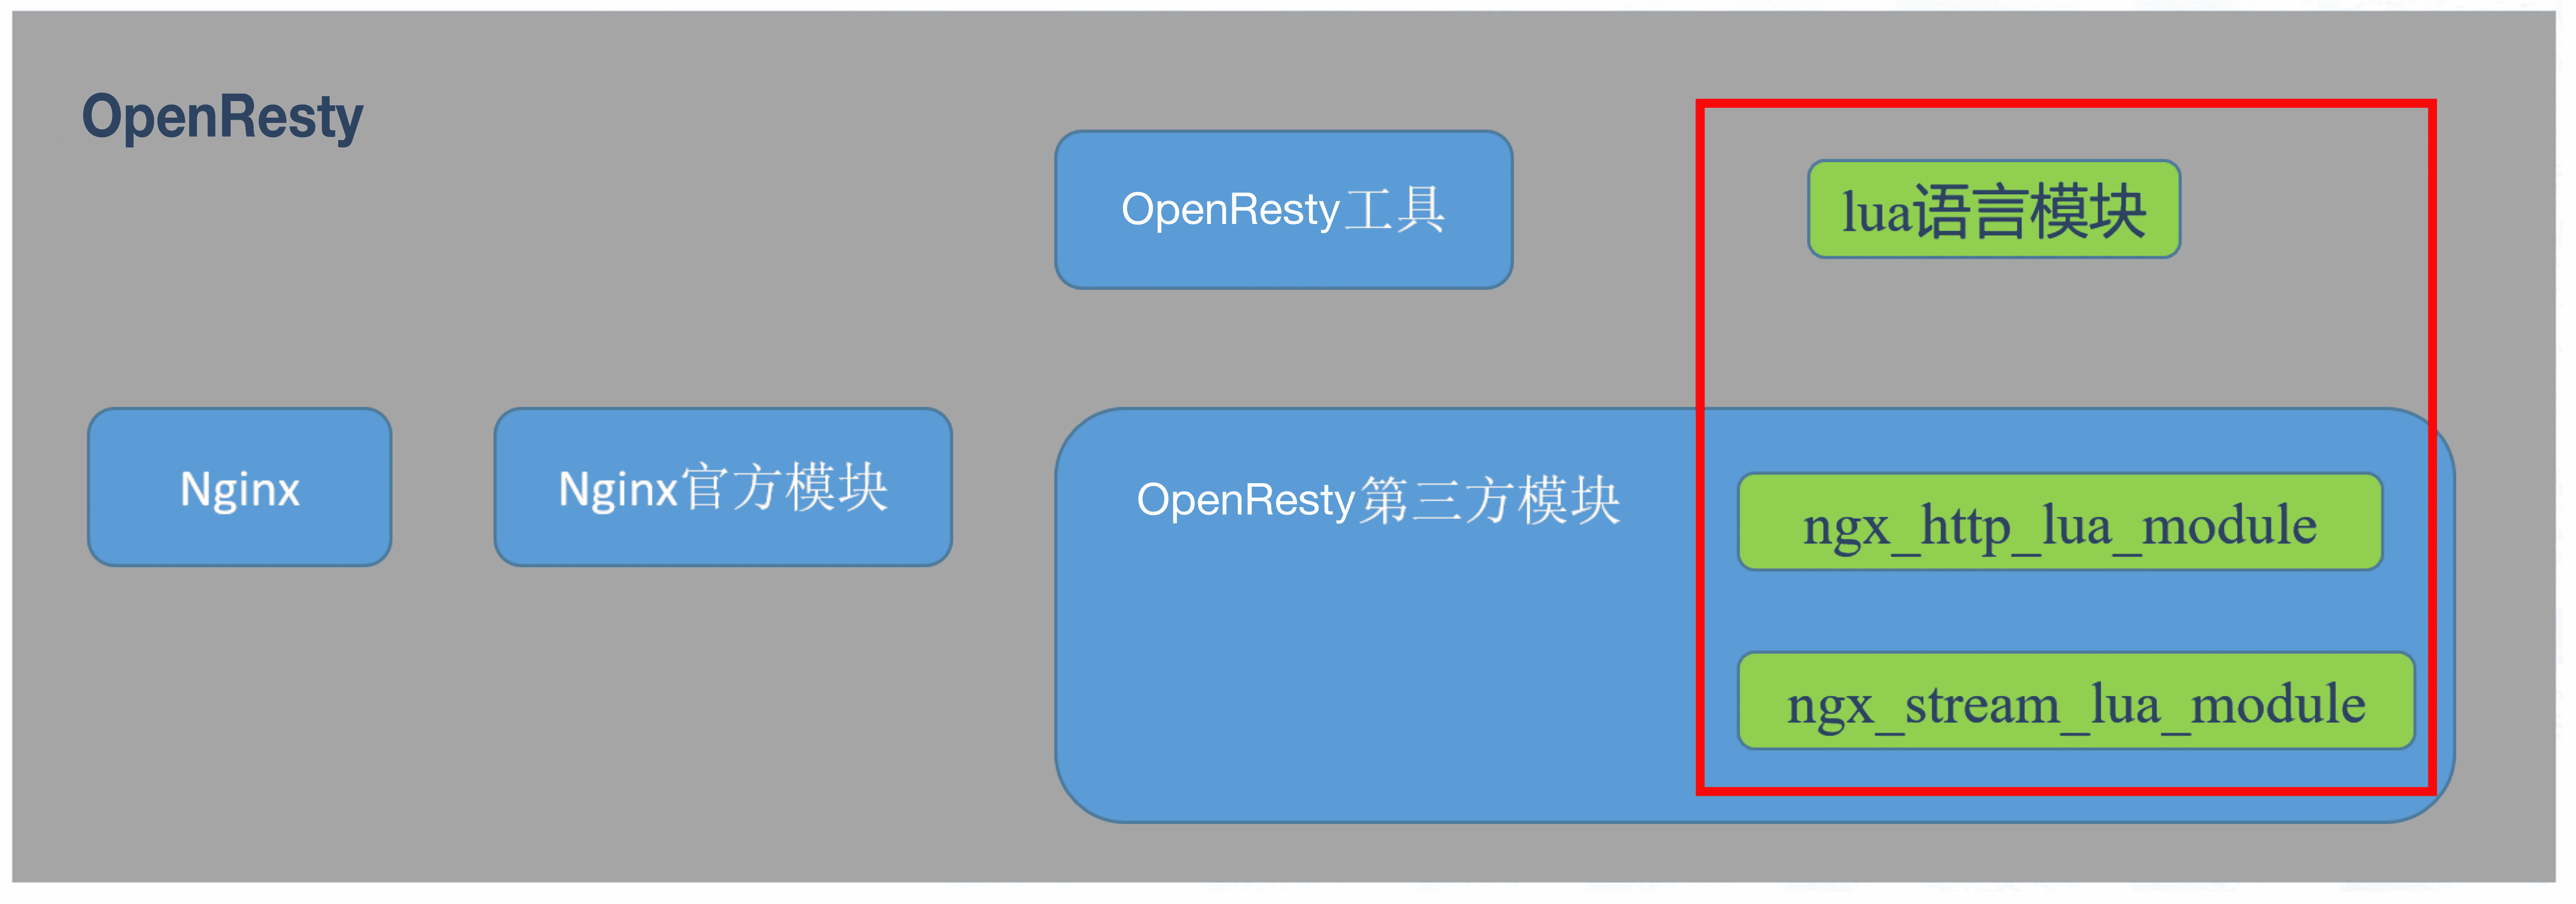 OpenResty
OpenResty工具
lua语言模块
Nginx
Nginx官方模块
OpenResty第三方模块
ngx_http_lua_module
ngx_stream_lua_module